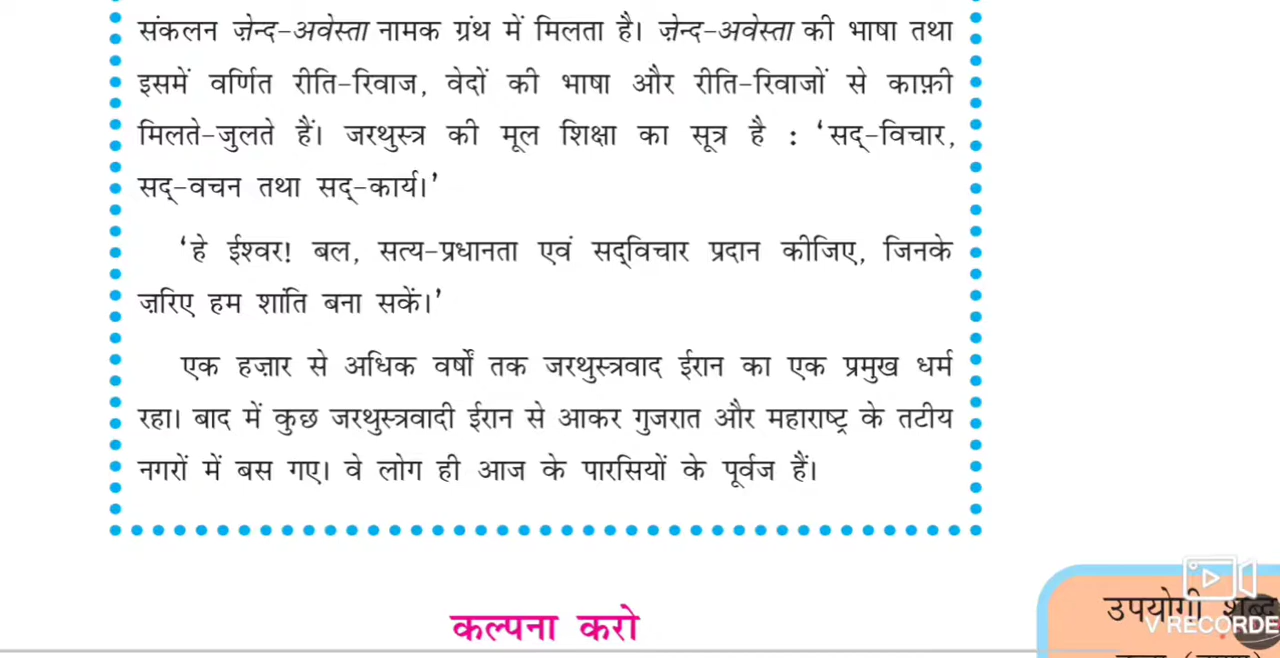 संकलन ज़ेन्द-अवेस्ता नामक ग्रंथ में मिलता है। ज़ेन्द-अवेस्ता की भाषा तथा
इसमें वर्णित रीति-रिवाज, वेदों की भाषा और रीति-रिवाजों से काफ़ी
मिलते-जुलते हैं। जरथुस्त्र की मूल शिक्षा का सूत्र है : ‘सद्-विचार,
सद्-वचन तथा सद्-कार्य।’
‘हे ईश्वर! बल, सत्य-प्रधानता एवं सद्‌विचार प्रदान कीजिए, जिनके
ज़रिए हम शांति बना सकें।’
एक हज़ार से अधिक वर्षों तक जरथुस्त्रवाद ईरान का एक प्रमुख धर्म
रहा। बाद में कुछ जरथुस्त्रवादी ईरान से आकर गुजरात और महाराष्ट्र के तटीय
नगरों में बस गए। वे लोग ही आज के पारसियों के पूर्वज हैं।
कल्पना करो
उपयोगी शब्द
V RECORDE